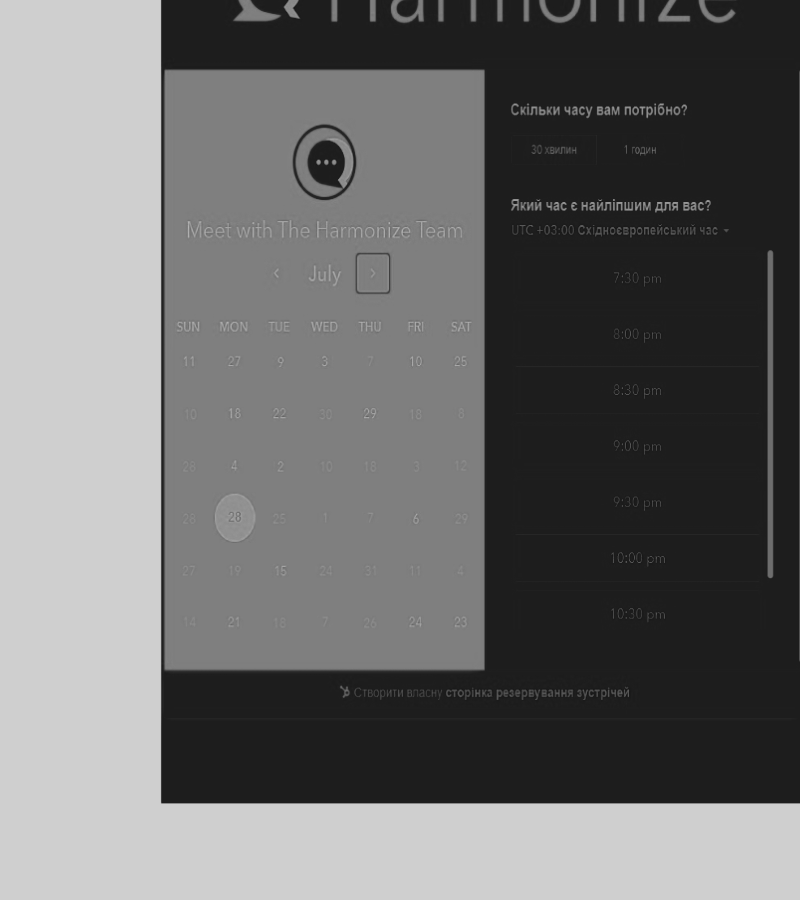 Harmonize
Meet with The Harmonize Team
July
SUN MON TUE WED THU FRI SAT
11 27 9 3 7 10 25
10 18 22 30 29 18 8
28 4 2 10 18 3 12
28 28 25 1 7 6 29
27 19 15 24 31 11 4
14 21 18 7 26 24 23
Скільки часу вам потрібно?
30 хвилин 1 годин
Який час є найліпшим для вас?
UTC +03:00 Східноєвропейський час
7:30 pm
8:00 pm
8:30 pm
9:00 pm
9:30 pm
10:00 pm
10:30 pm
Створити власну сторінка резервування зустрічей